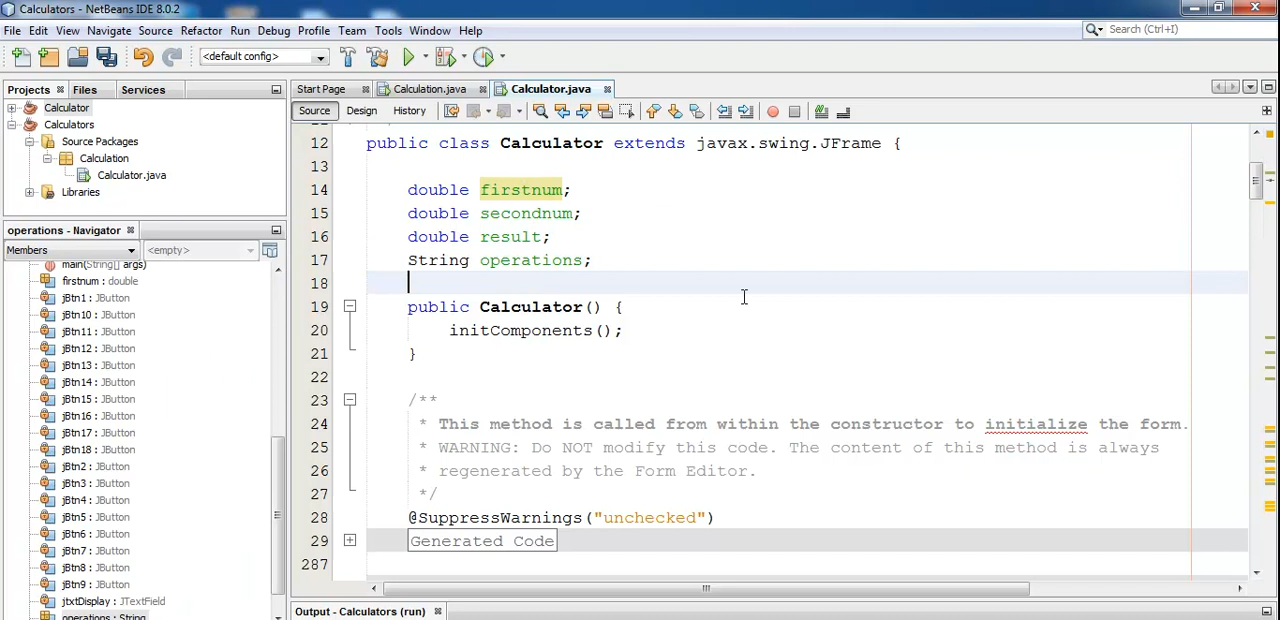 Calculators - NetBeans IDE 8.0.2
File Edit View Navigate Source Refactor Run Debug Profile Team Tools Window Help
Search (Ctrl+I)
<default config>
Projects Files Services
Start Page Calculation.java Calculator.java
Calculator
Calculators
Source Packages
Calculation
Calculator.java
Libraries
Source Design History
operations - Navigator
Members <empty>
main(String[] args)
firstnum : double
jBtn1 : JButton
jBtn10 : JButton
jBtn11 : JButton
jBtn12 : JButton
jBtn13 : JButton
jBtn14 : JButton
jBtn15 : JButton
jBtn16 : JButton
jBtn17 : JButton
jBtn18 : JButton
jBtn2 : JButton
jBtn3 : JButton
jBtn4 : JButton
jBtn5 : JButton
jBtn6 : JButton
jBtn7 : JButton
jBtn8 : JButton
jBtn9 : JButton
jtxtDisplay : JTextField
operations : String
12 public class Calculator extends javax.swing.JFrame {
13
14 double firstnum;
15 double secondnum;
16 double result;
17 String operations;
18
19 public Calculator() {
20 initComponents();
21 }
22
23 /**
24 * This method is called from within the constructor to initialize the form.
25 * WARNING: Do NOT modify this code. The content of this method is always
26 * regenerated by the Form Editor.
27 */
28 @SuppressWarnings("unchecked")
29 Generated Code
287
Output - Calculators (run)